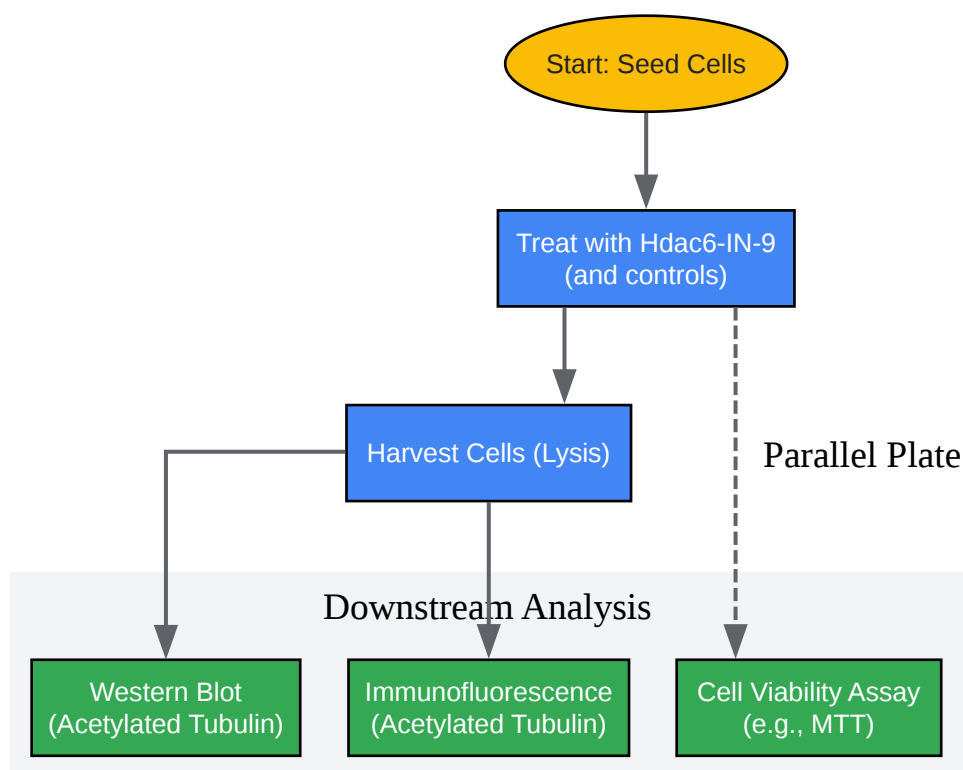 Start: Seed Cells
Treat with Hdac6-IN-9
(and controls)
Harvest Cells (Lysis)
Parallel Plate
Downstream Analysis
Western Blot
(Acetylated Tubulin)
Immunofluorescence
(Acetylated Tubulin)
Cell Viability Assay
(e.g., MTT)